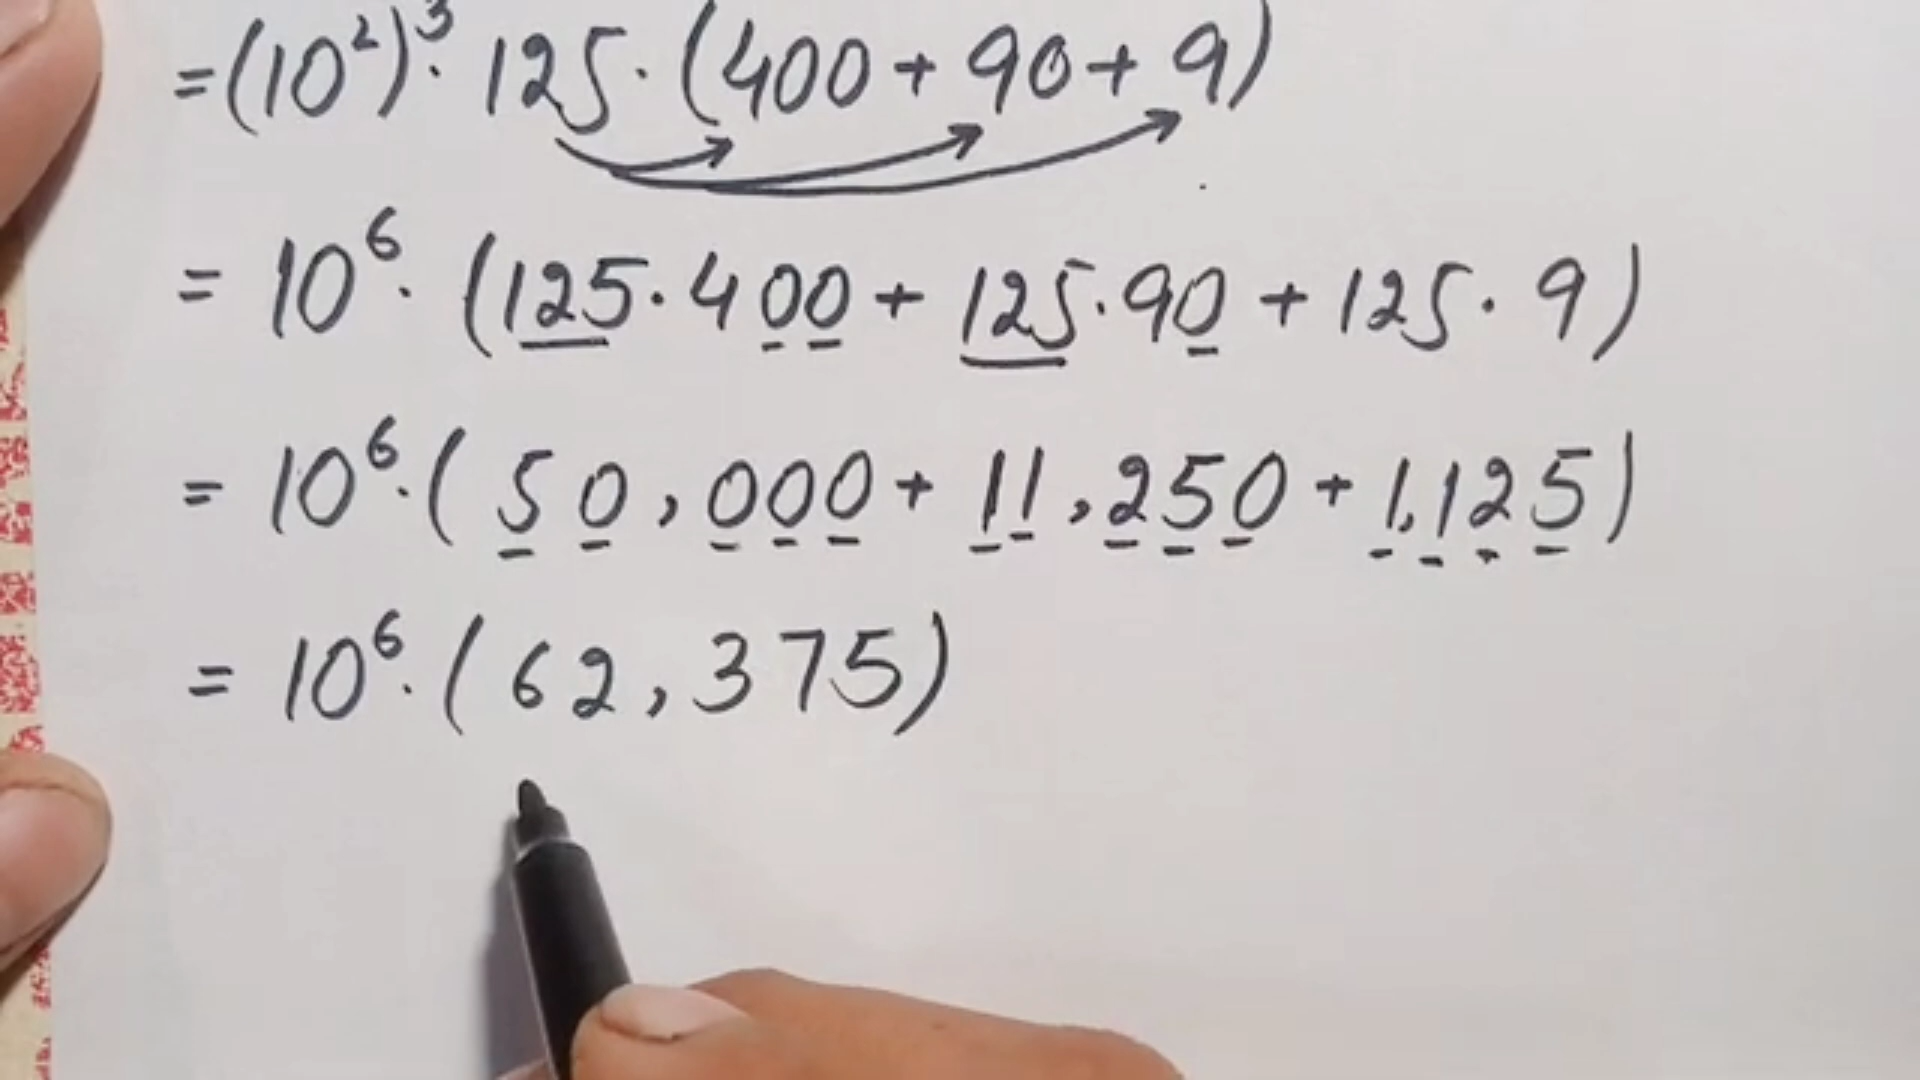 =(10²)³·125·(400+90+9)
= 10⁶·(125·400+125·90+125·9)
= 10⁶·(50,000+11,250+1,125)
= 10⁶·(62,375)